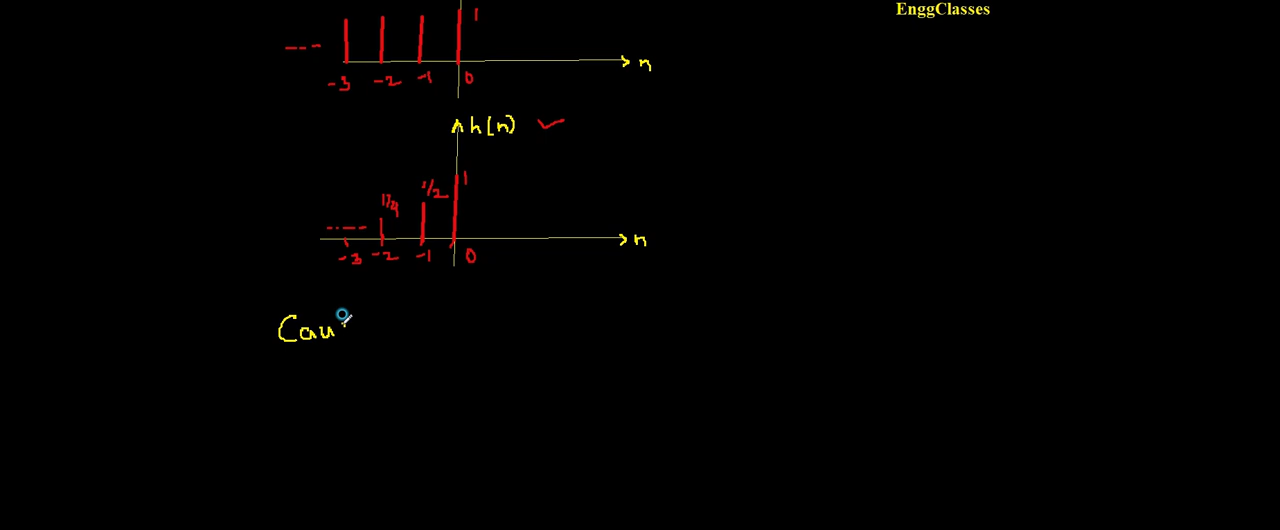 EnggClasses
1
--- -3 -2 -1 0 n
h[n]
1/4 1/2 1
----- -3 -2 -1 0 n
Cau